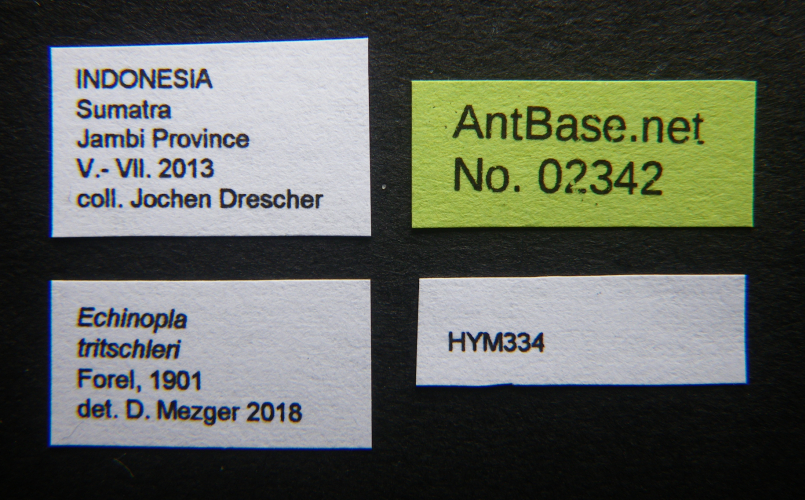 INDONESIA
Sumatra
Jambi Province
V.- VII. 2013
coll. Jochen Drescher
AntBase.net
No. 02342
Echinopla
tritschleri
Forel, 1901
det. D. Mezger 2018
HYM334